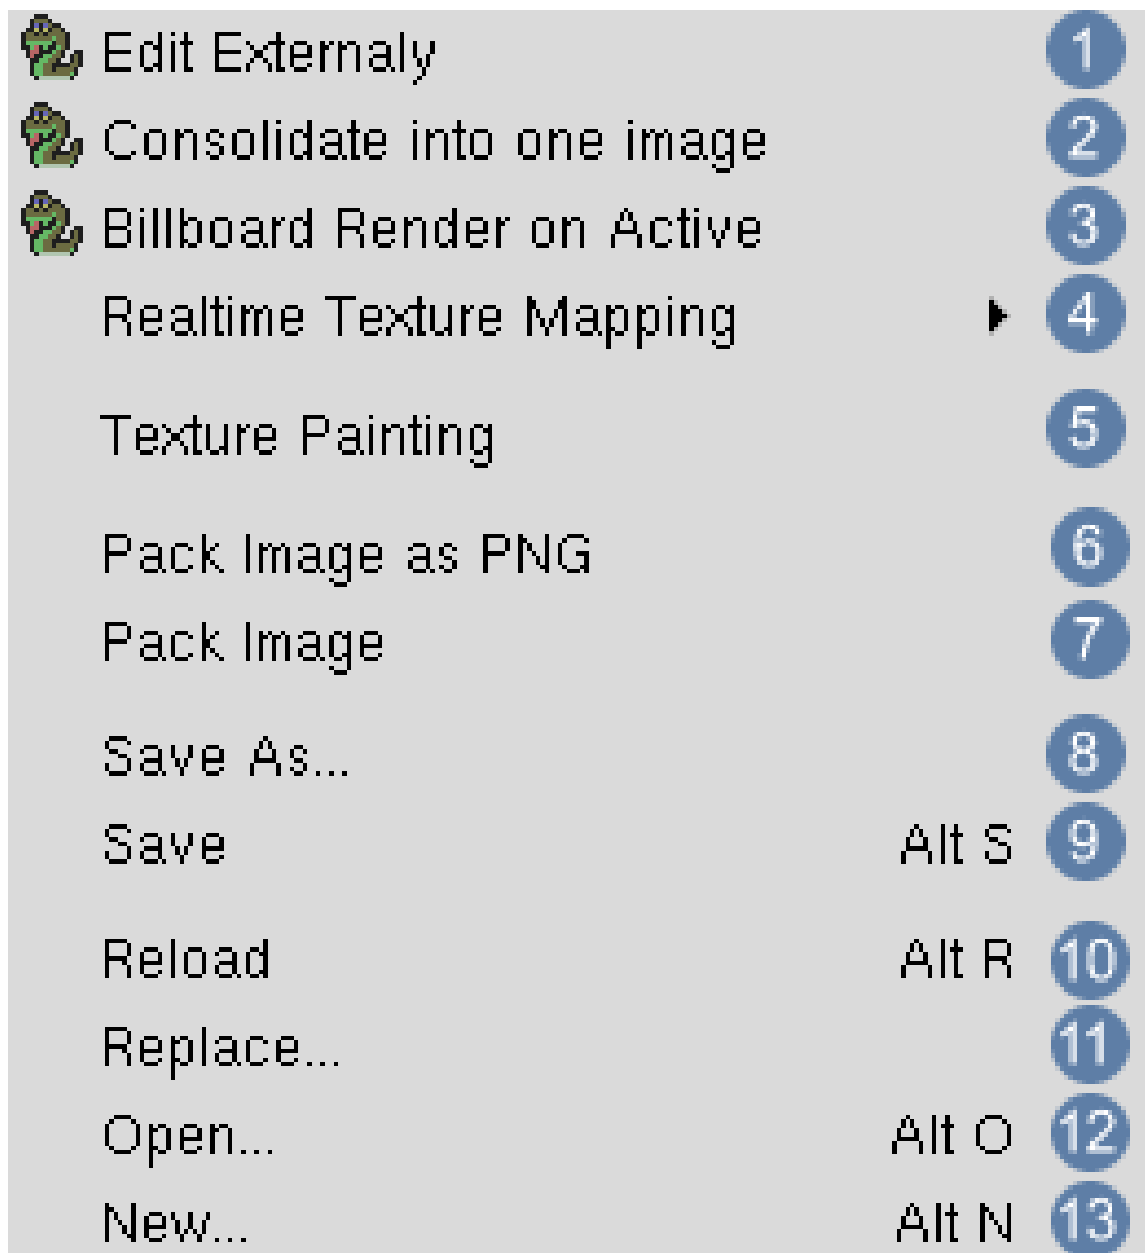 Edit Externaly 1
Consolidate into one image 2
Billboard Render on Active 3
Realtime Texture Mapping 4
Texture Painting 5
Pack Image as PNG 6
Pack Image 7
Save As... 8
Save Alt S 9
Reload Alt R 10
Replace... 11
Open... Alt O 12
New... Alt N 13